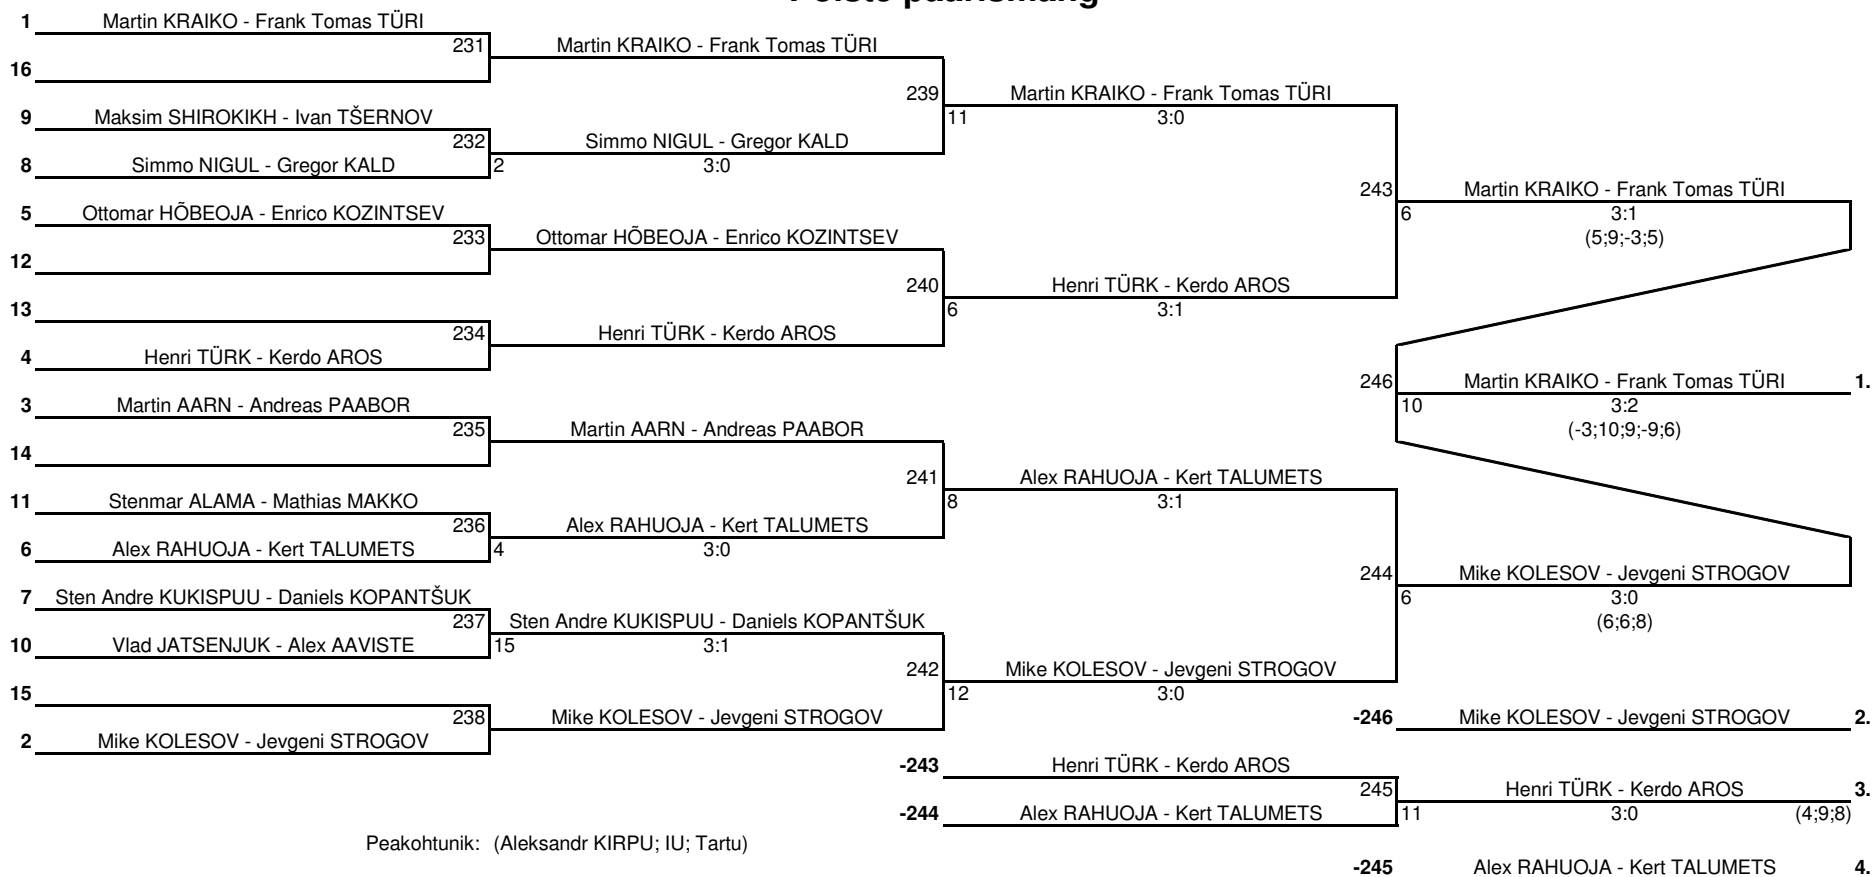 Poiste paarismäng
1 Martin KRAIKO - Frank Tomas TÜRI
231 Martin KRAIKO - Frank Tomas TÜRI
16
239 Martin KRAIKO - Frank Tomas TÜRI
9 Maksim SHIROKIKH - Ivan TŠERNOV 11 3:0
232 Simmo NIGUL - Gregor KALD
8 Simmo NIGUL - Gregor KALD 2 3:0
243 Martin KRAIKO - Frank Tomas TÜRI
5 Ottomar HÕBEOJA - Enrico KOZINTSEV 6 3:1
233 Ottomar HÕBEOJA - Enrico KOZINTSEV (5;9;-3;5)
12
240 Henri TÜRK - Kerdo AROS
13 6 3:1
234 Henri TÜRK - Kerdo AROS
4 Henri TÜRK - Kerdo AROS
246 Martin KRAIKO - Frank Tomas TÜRI 1.
3 Martin AARN - Andreas PAABOR 10 3:2
235 Martin AARN - Andreas PAABOR (-3;10;9;-9;6)
14
241 Alex RAHUOJA - Kert TALUMETS
11 Stenmar ALAMA - Mathias MAKKO 8 3:1
236 Alex RAHUOJA - Kert TALUMETS
6 Alex RAHUOJA - Kert TALUMETS 4 3:0
244 Mike KOLESOV - Jevgeni STROGOV
7 Sten Andre KUKISPUU - Daniels KOPANTŠUK 6 3:0
237 Sten Andre KUKISPUU - Daniels KOPANTŠUK (6;6;8)
10 Vlad JATSENJUK - Alex AAVISTE 15 3:1
242 Mike KOLESOV - Jevgeni STROGOV
15 12 3:0
238 Mike KOLESOV - Jevgeni STROGOV -246 Mike KOLESOV - Jevgeni STROGOV 2.
2 Mike KOLESOV - Jevgeni STROGOV
-243 Henri TÜRK - Kerdo AROS
245 Henri TÜRK - Kerdo AROS 3.
-244 Alex RAHUOJA - Kert TALUMETS 11 3:0 (4;9;8)
Peakohtunik: (Aleksandr KIRPU; IU; Tartu)
-245 Alex RAHUOJA - Kert TALUMETS 4.